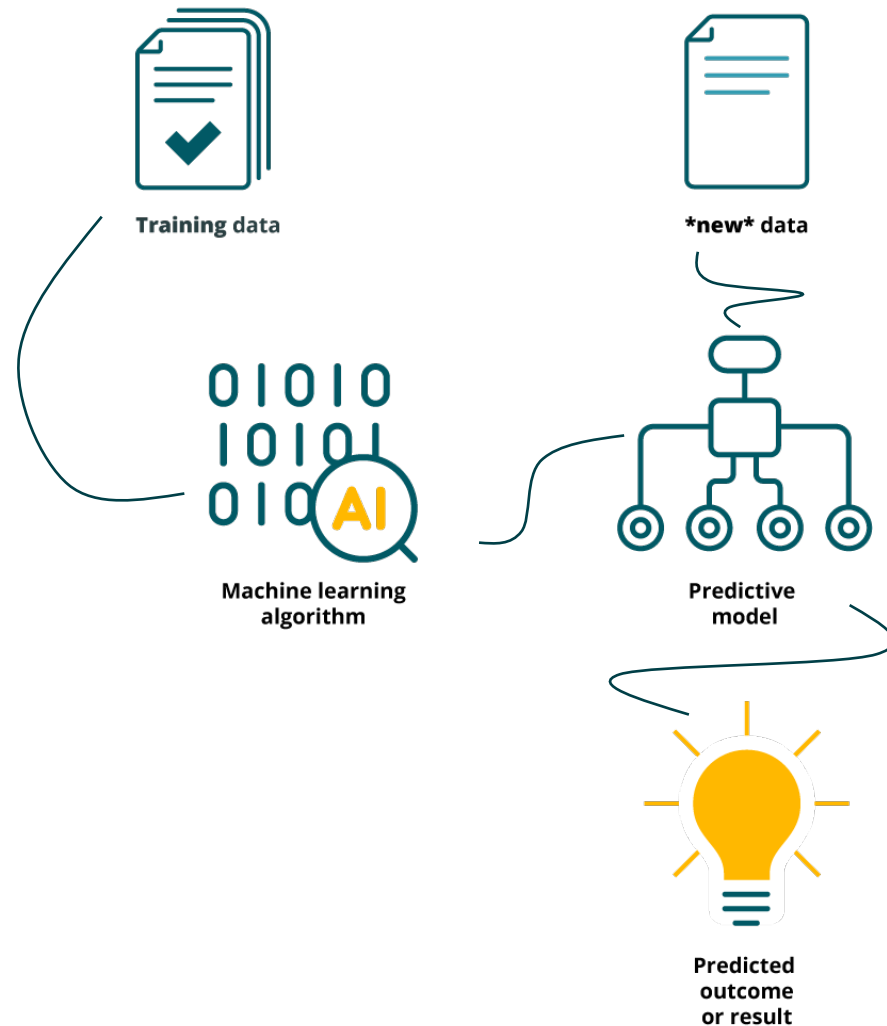 Training data
*new* data
01010
10101
010
AI
Machine learning
algorithm
Predictive
model
Predicted
outcome
or result